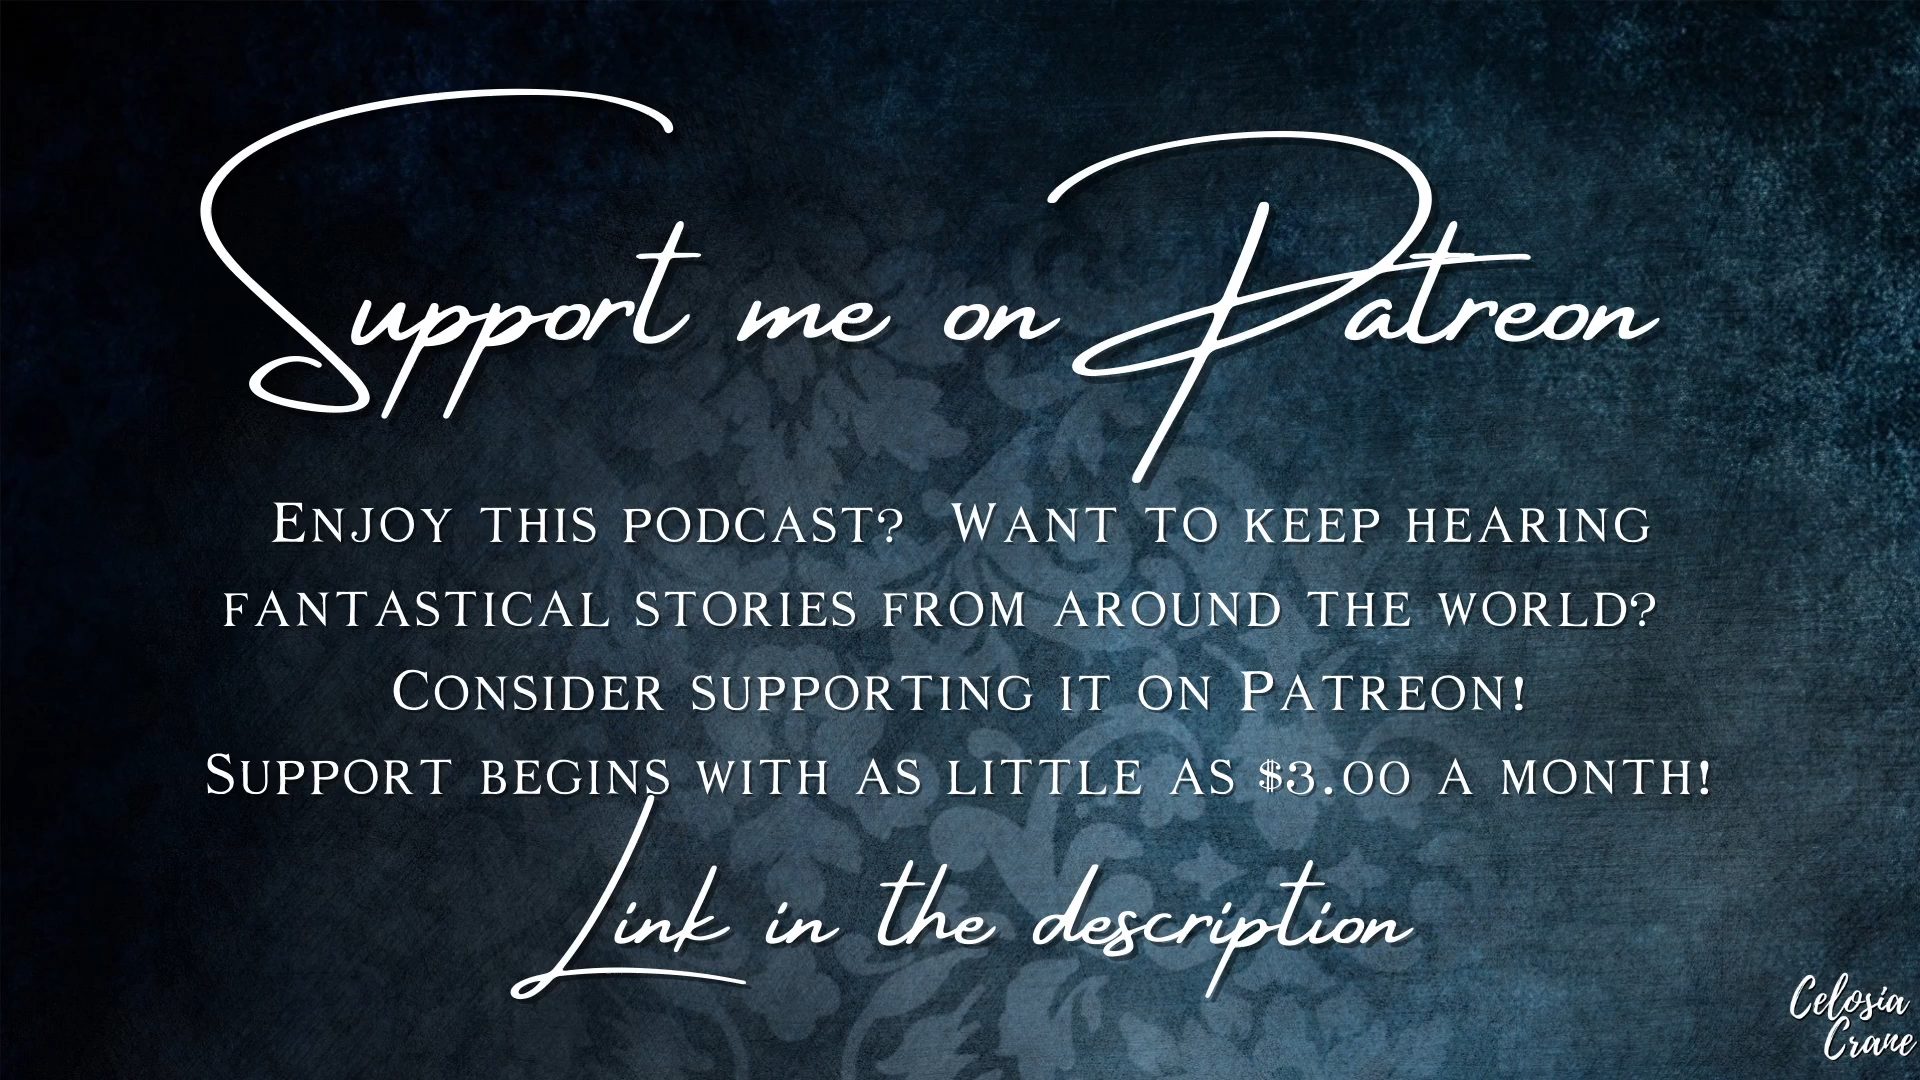 Support me on Patreon
Enjoy this podcast? Want to keep hearing
fantastical stories from around the world?
Consider supporting it on Patreon!
Support begins with as little as $3.00 a month!
Link in the description
Celosia
Crane